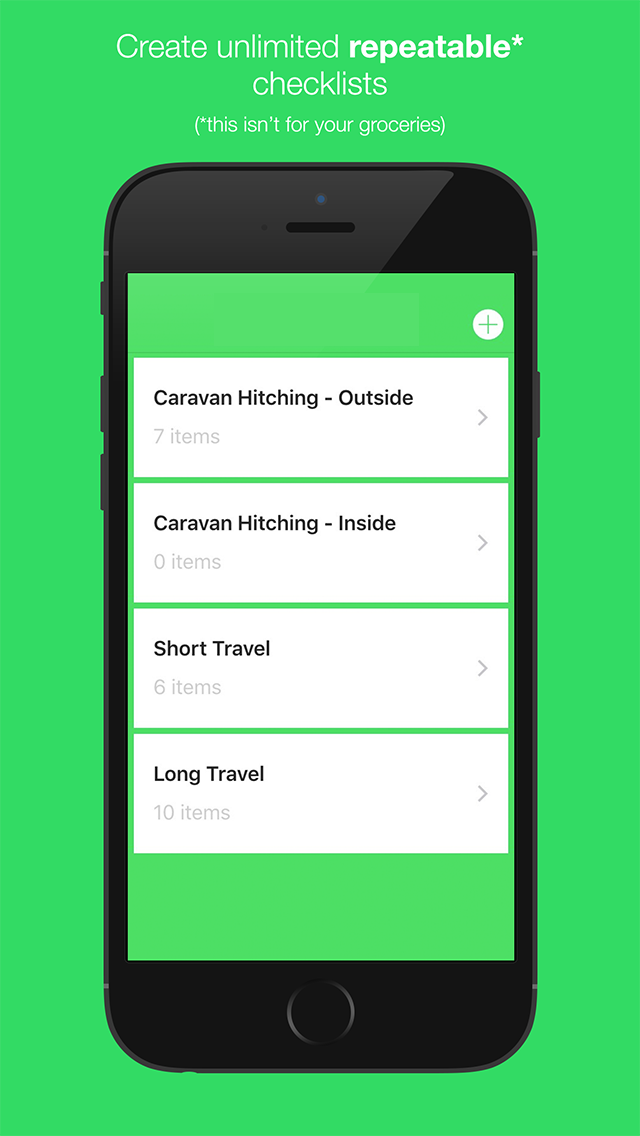 Create unlimited repeatable*
checklists
(*this isn’t for your groceries)
Caravan Hitching - Outside
7 items
Caravan Hitching - Inside
0 items
Short Travel
6 items
Long Travel
10 items